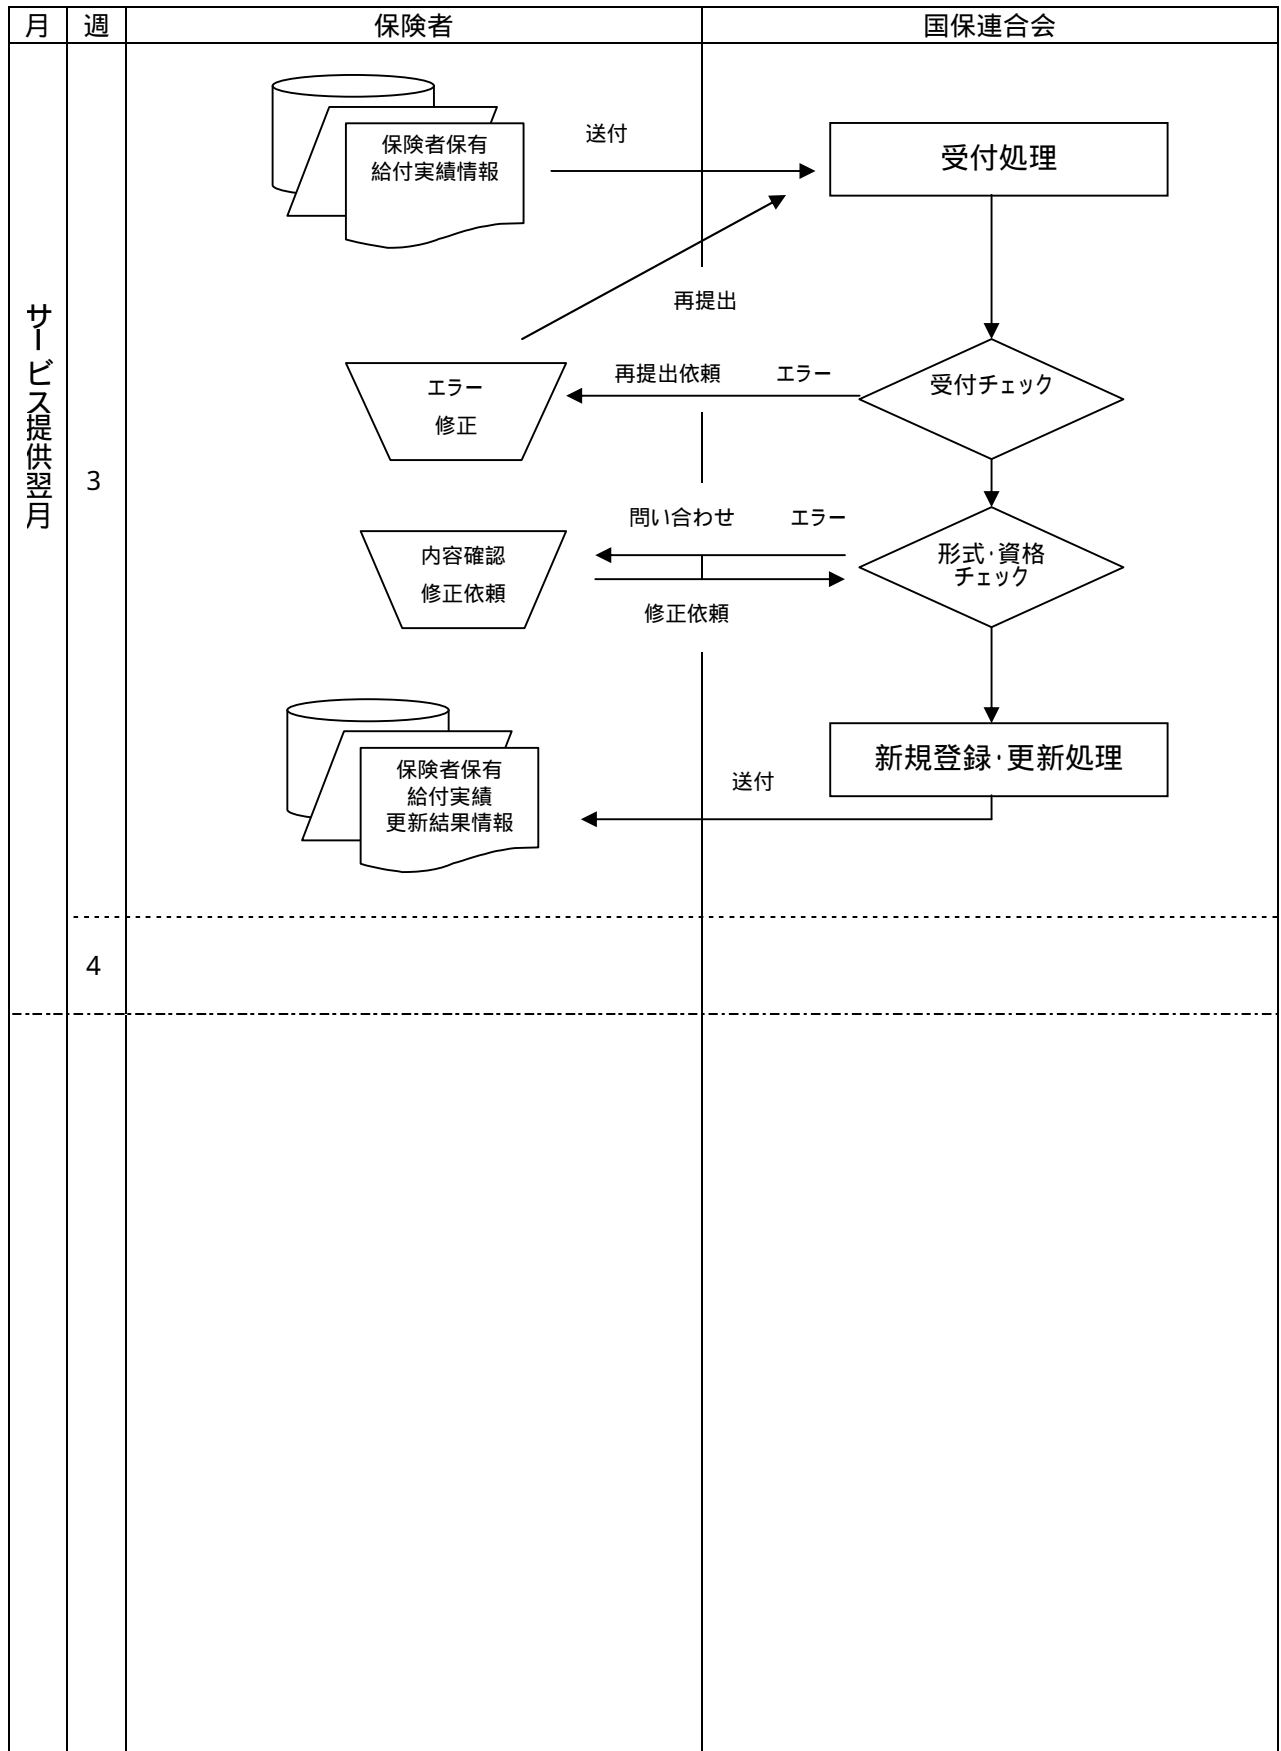 月
週
保険者
国保連合会
サービス提供翌月
3
保険者保有
給付実績情報
送付
受付処理
再提出
エラー
修正
再提出依頼
エラー
受付チェック
問い合わせ
エラー
内容確認
修正依頼
形式・資格
チェック
修正依頼
保険者保有
給付実績
更新結果情報
送付
新規登録・更新処理
4